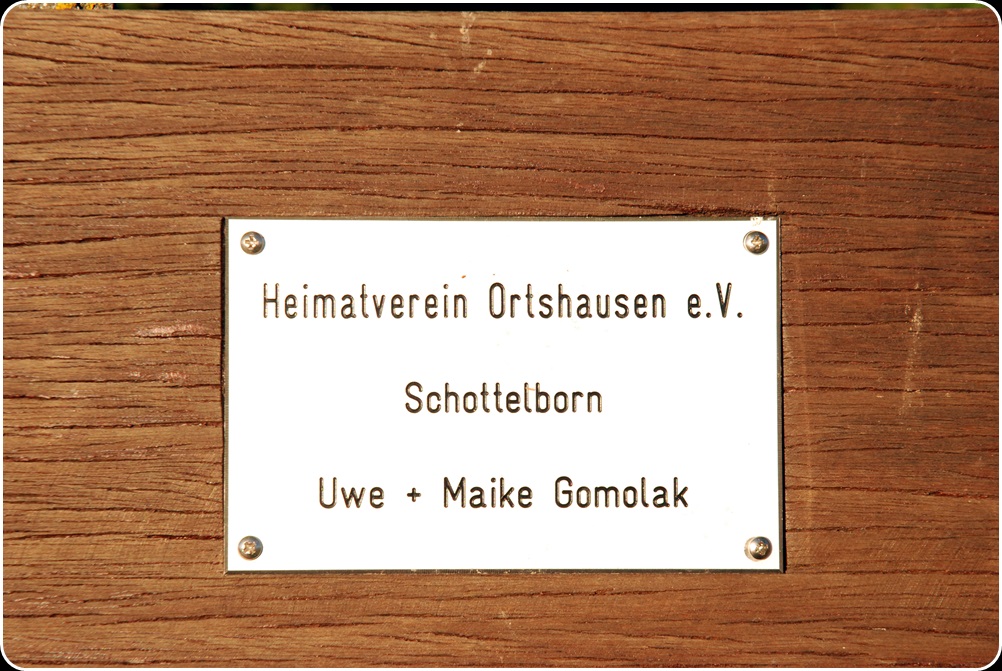 Heimatverein Ortshausen e.V.
Schottelborn
Uwe + Maike Gomolak